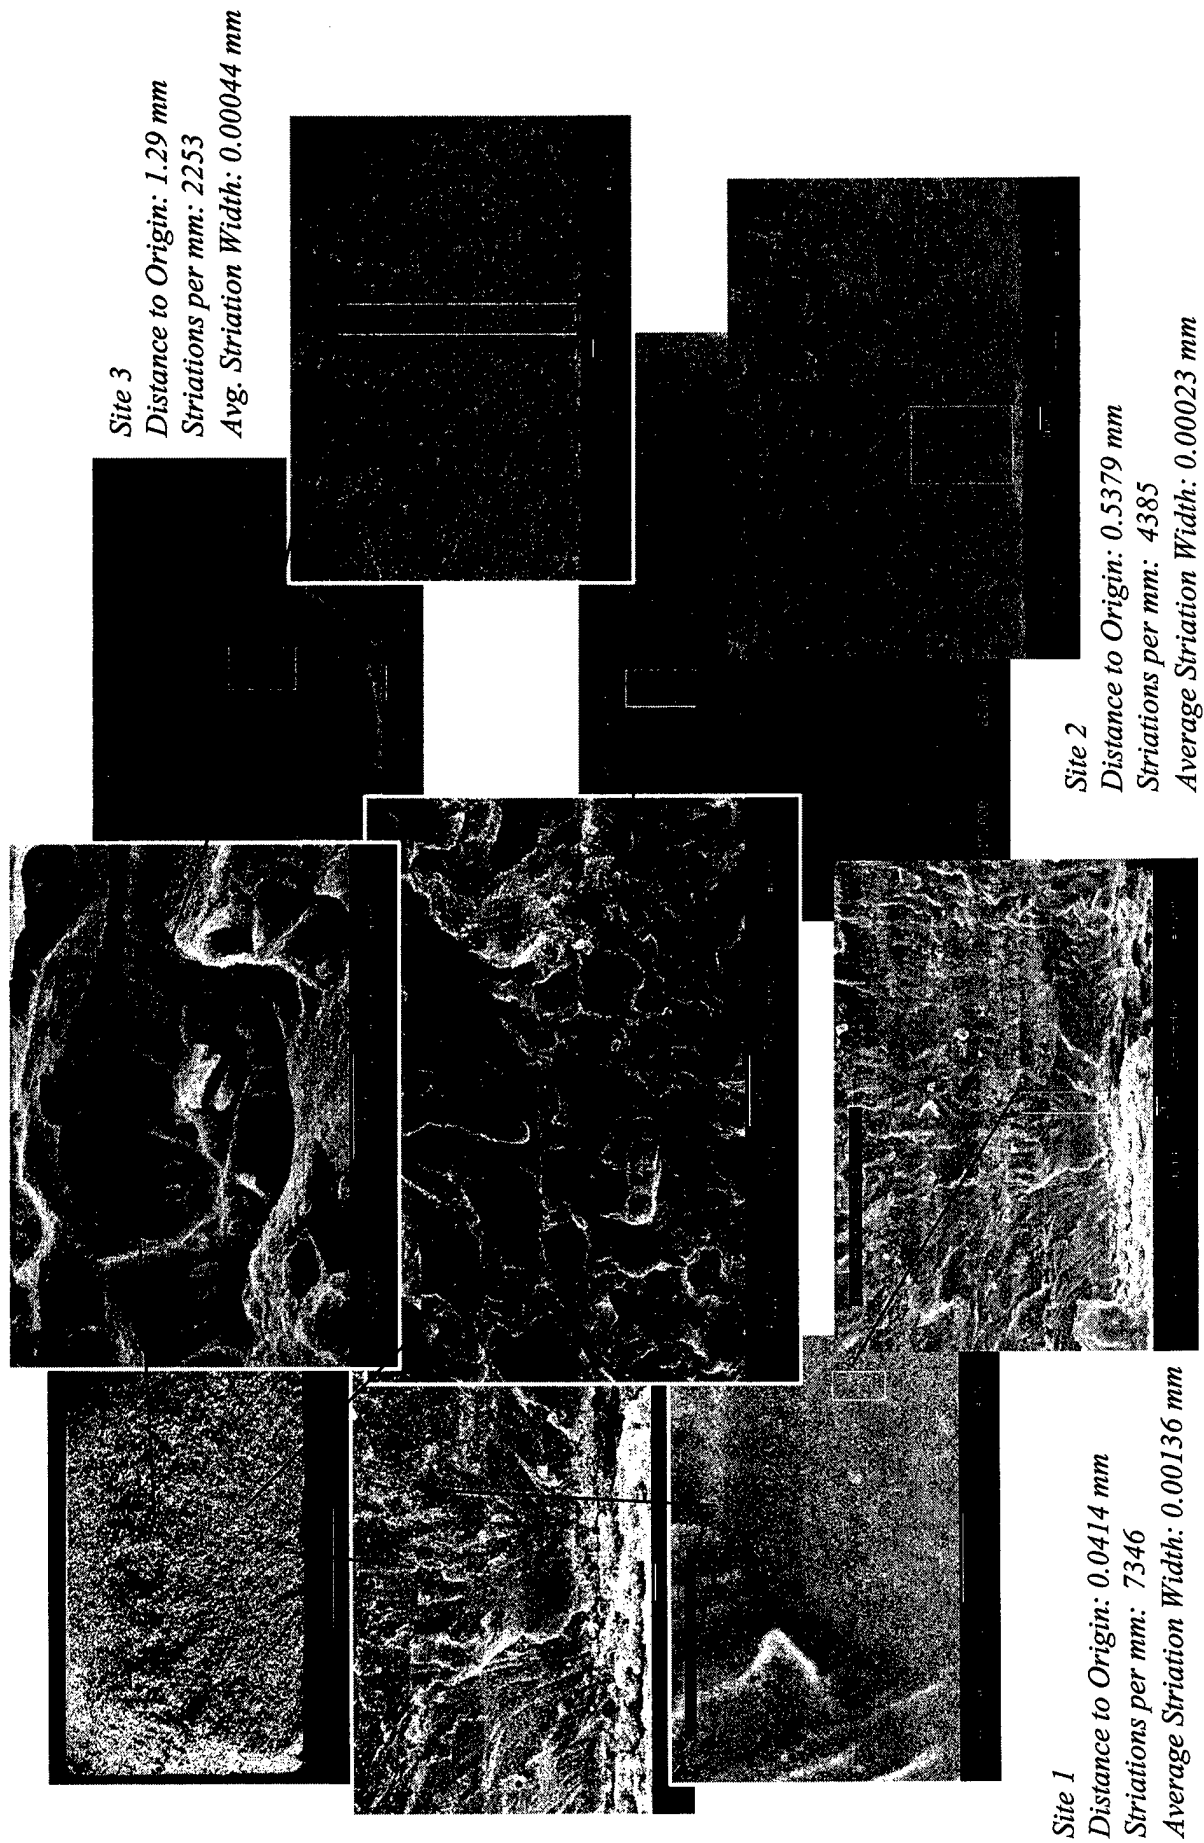 Site 1
Distance to Origin: 0.0414 mm
Striations per mm: 7346
Average Striation Width: 0.00136 mm
Site 2
Distance to Origin: 0.5379 mm
Striations per mm: 4385
Average Striation Width: 0.00023 mm
Site 3
Distance to Origin: 1.29 mm
Striations per mm: 2253
Avg. Striation Width: 0.00044 mm